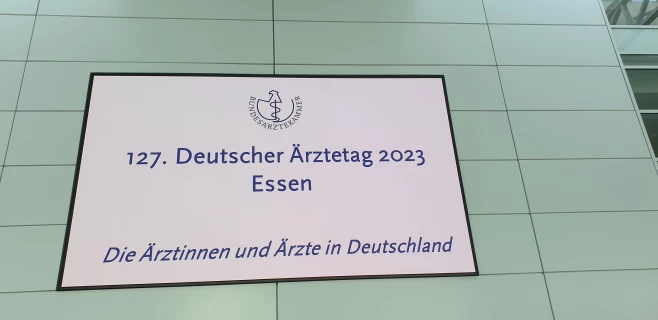 BUNDESÄRZTEKAMMER
127. Deutscher Ärztetag 2023
Essen
Die Ärztinnen und Ärzte in Deutschland